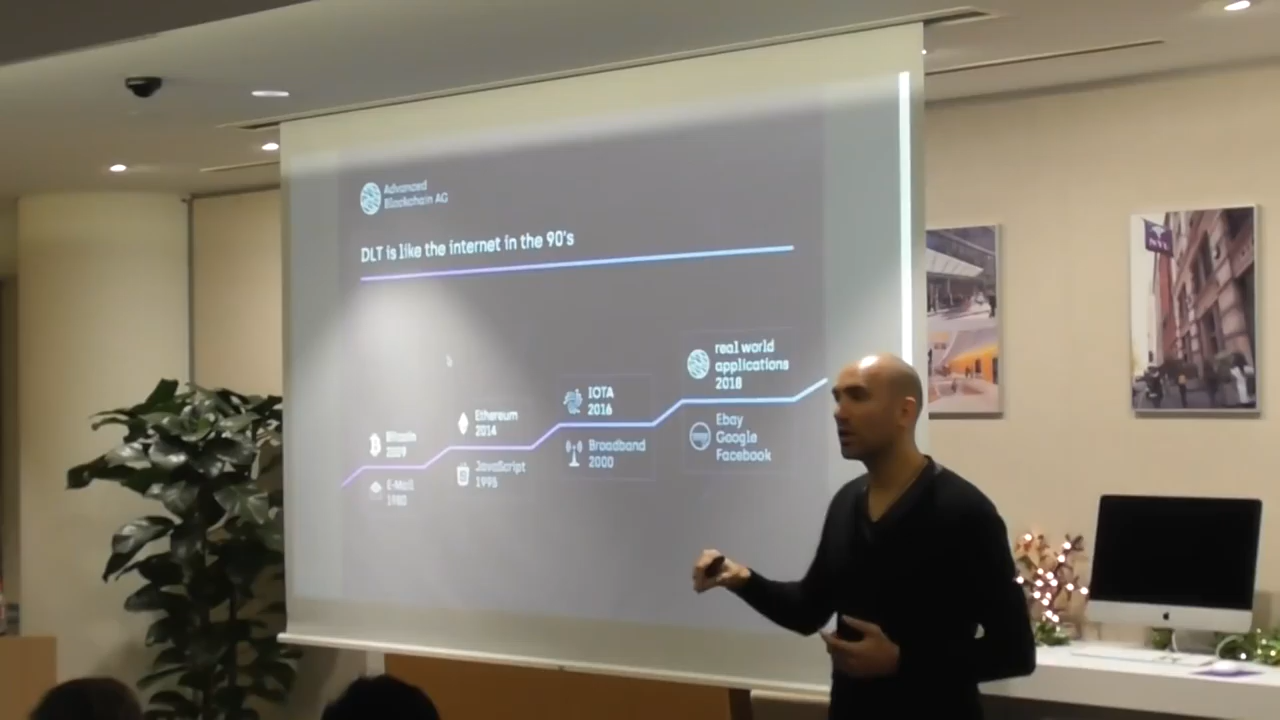 Advanced
Blockchain AG
DLT is like the internet in the 90's
Bitcoin
2009
E-Mail
1980
Ethereum
2014
JavaScript
1995
IOTA
2016
Broadband
2000
real world
applications
2018
Ebay
Google
Facebook
NYU